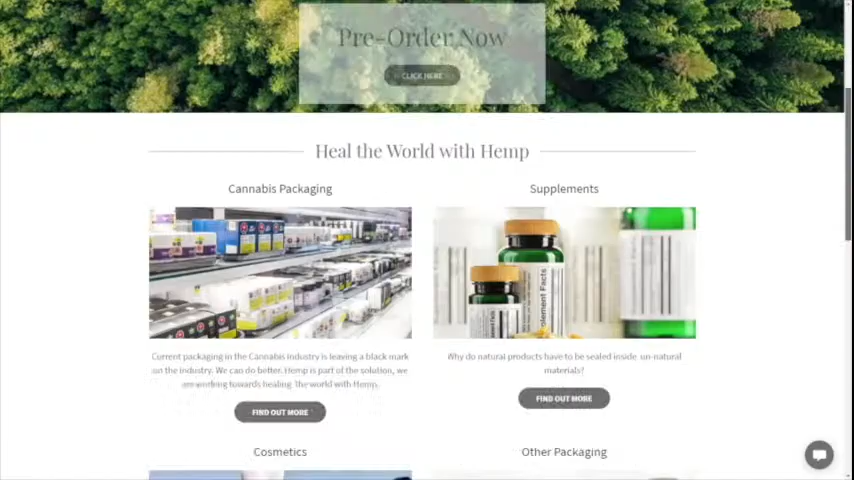 Pre-Order Now
CLICK HERE
Heal the World with Hemp
Cannabis Packaging
Supplements
Supplement Facts
Current packaging in the Cannabis industry is leaving a black mark
on the industry. We can do better. Hemp is part of the solution, we
are working towards healing the world with Hemp.
Why do natural products have to be sealed inside un-natural
materials?
FIND OUT MORE
FIND OUT MORE
Cosmetics
Other Packaging